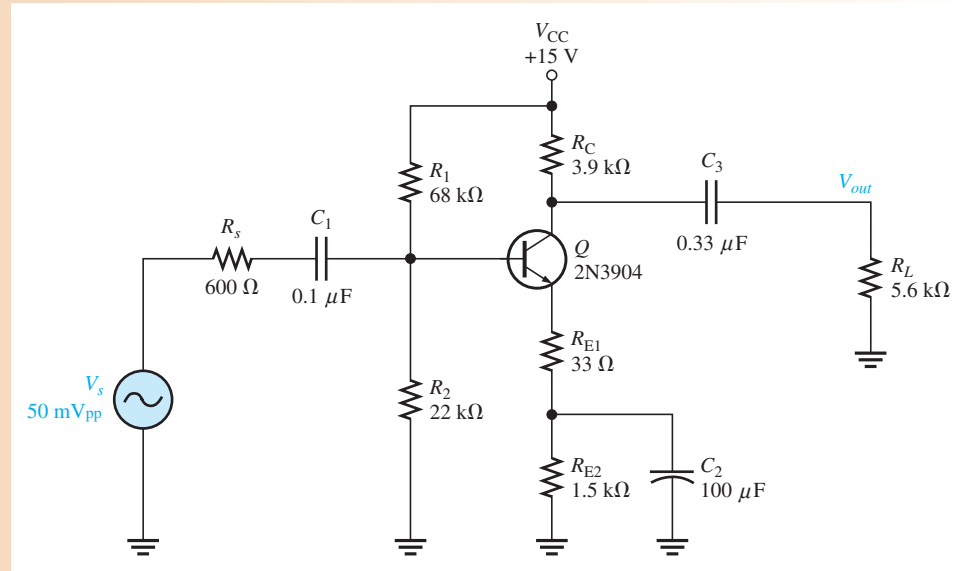 V_CC
+15 V
R_C
3.9 kΩ
C_3
V_out
R_1
68 kΩ
0.33 μF
R_s
C_1
Q
2N3904
R_L
5.6 kΩ
600 Ω
0.1 μF
R_E1
33 Ω
V_s
50 mVpp
R_2
22 kΩ
R_E2
1.5 kΩ
C_2
100 μF